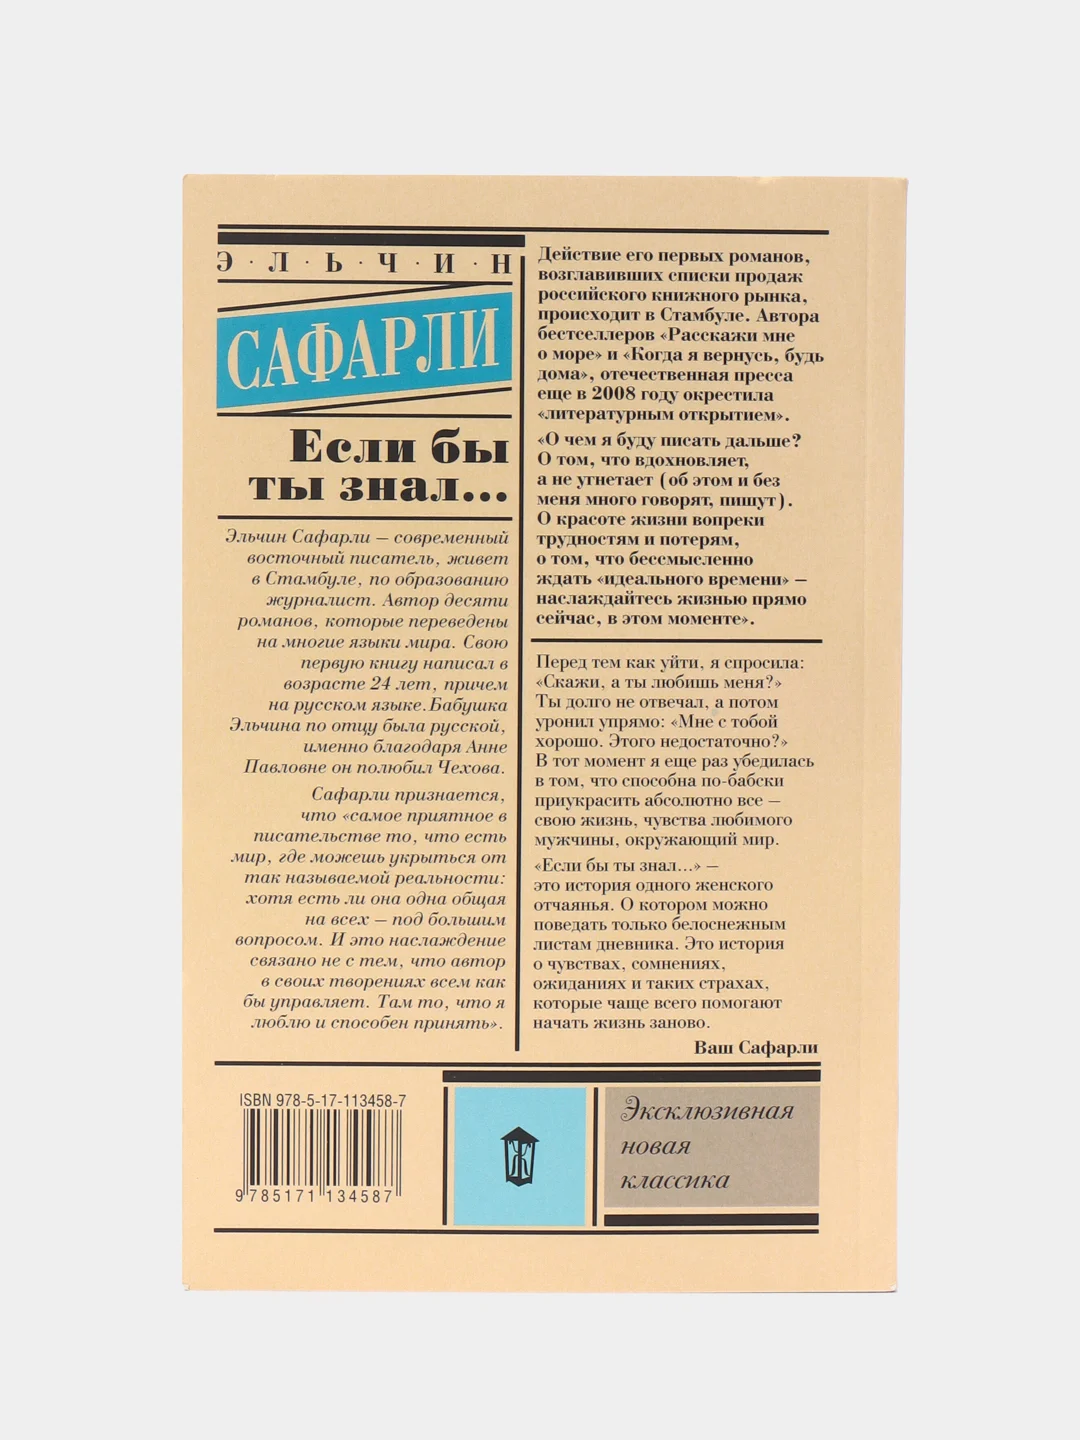 Э·Л·Ь·Ч·И·Н
САФАРЛИ
Если бы
ты знал...
Эльчин Сафарли — современный
восточный писатель, живет
в Стамбуле, по образованию
журналист. Автор десяти
романов, которые переведены
на многие языки мира. Свою
первую книгу написал в
возрасте 24 лет, причем
на русском языке. Бабушка
Эльчина по отцу была русской,
именно благодаря Анне
Павловне он полюбил Чехова.
Сафарли признается,
что «самое приятное в
писательстве то, что есть
мир, где можешь укрыться от
так называемой реальности:
хотя есть ли она одна общая
на всех — под большим
вопросом. И это наслаждение
связано не с тем, что автор
в своих творениях всем как
бы управляет. Там то, что я
люблю и способен принять».
Действие его первых романов,
возглавивших списки продаж
российского книжного рынка,
происходит в Стамбуле. Автора
бестселлеров «Расскажи мне
о море» и «Когда я вернусь, будь
дома», отечественная пресса
еще в 2008 году окрестила
«литературным открытием».
«О чем я буду писать дальше?
О том, что вдохновляет,
а не угнетает (об этом и без
меня много говорят, пишут).
О красоте жизни вопреки
трудностям и потерям,
о том, что бессмысленно
ждать «идеального времени» —
наслаждайтесь жизнью прямо
сейчас, в этом моменте».
Перед тем как уйти, я спросила:
«Скажи, а ты любишь меня?»
Ты долго не отвечал, а потом
уронил упрямо: «Мне с тобой
хорошо. Этого недостаточно?»
В тот момент я еще раз убедилась
в том, что способна по-бабски
приукрасить абсолютно все —
свою жизнь, чувства любимого
мужчины, окружающий мир.
«Если бы ты знал...» —
это история одного женского
отчаянья. О котором можно
поведать только белоснежным
листам дневника. Это история
о чувствах, сомнениях,
ожиданиях и таких страхах,
которые чаще всего помогают
начать жизнь заново.
Ваш Сафарли
ISBN 978-5-17-113458-7
9 785171 134587
Эксклюзивная
новая
классика